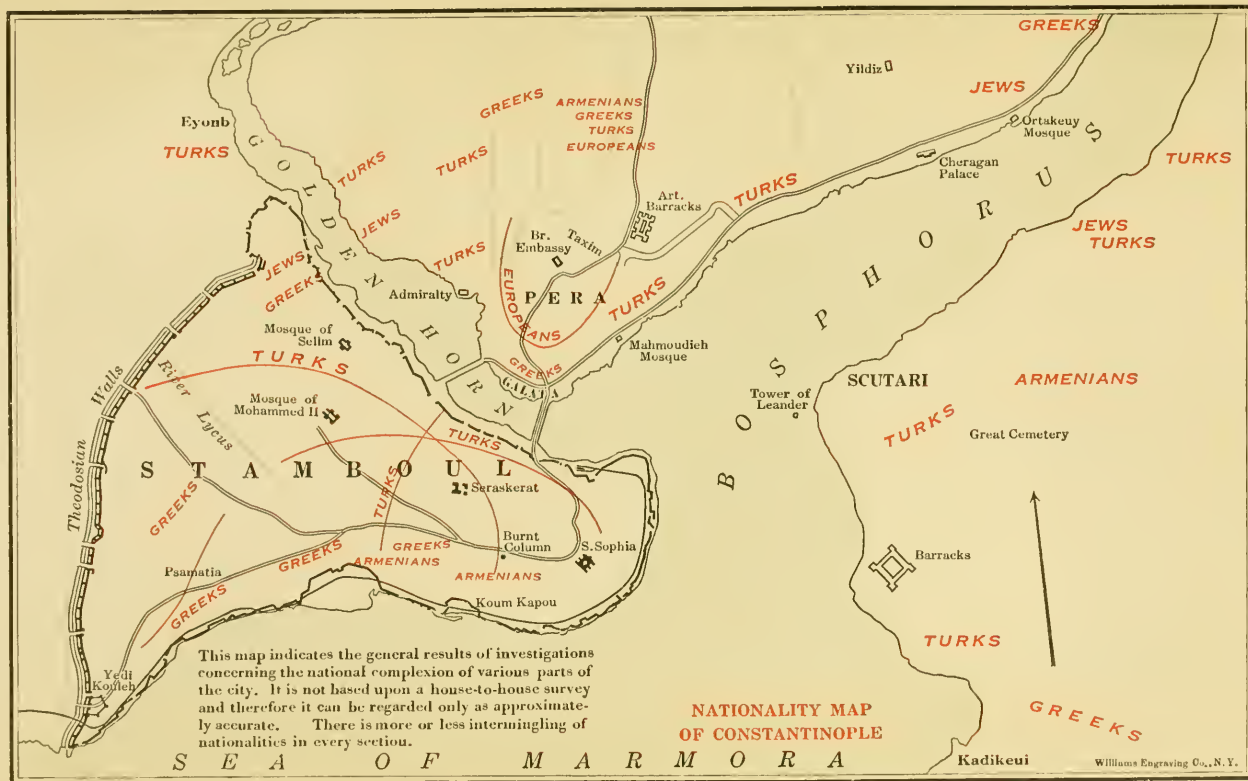 GREEKS
Yildiz
JEWS
GREEKS
ARMENIANS
GREEKS
TURKS
EUROPEANS
Ortakeuy
Mosque
Eyonb
TURKS
GOLDEN HORN
TURKS
TURKS
Cheragan
Palace
TURKS
TURKS
Art.
Barracks
JEWS
Taxim
Br.
Embassy
JEWS
TURKS
BOSPHORUS
TURKS
JEWS
GREEKS
EUROPEANS
PERA
TURKS
Admiralty
Mosque of
Selim
TURKS
Mahmoudieh
Mosque
GREEKS
GALATA
SCUTARI
ARMENIANS
Walls
River Lycus
Mosque of
Mohammed II
Tower of
Leander
TURKS
Great Cemetery
TURKS
STAMBOUL
Theodosian
Seraskerat
TURKS
GREEKS
Burnt
Column
S. Sophia
GREEKS
GREEKS
ARMENIANS
ARMENIANS
Barracks
Psamatia
GREEKS
Koum Kapou
TURKS
Yedi
Kouleh
This map indicates the general results of investigations
concerning the national complexion of various parts of
the city. It is not based upon a house-to-house survey
and therefore it can be regarded only as approximate-
ly accurate. There is more or less intermingling of
nationalities in every section.
NATIONALITY MAP
OF CONSTANTINOPLE
GREEKS
SEA OF MARMORA
Kadikeui
Williams Engraving Co., N.Y.